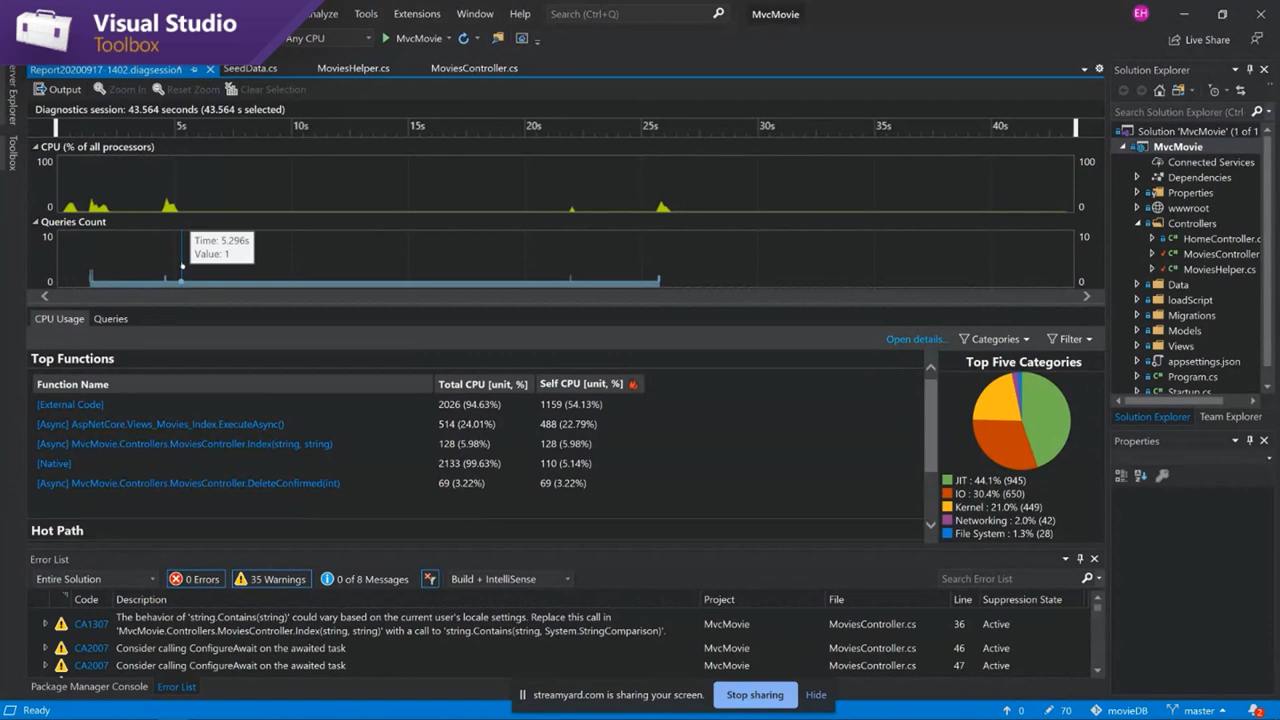 Visual Studio
Toolbox
Analyze Tools Extensions Window Help Search (Ctrl+Q) MvcMovie EH
Any CPU MvcMovie Live Share
Report20200917-1402.diagsession SeedData.cs MoviesHelper.cs MoviesController.cs
Output Zoom In Reset Zoom Clear Selection
Diagnostics session: 43.564 seconds (43.564 s selected)
5s 10s 15s 20s 25s 30s 35s 40s
CPU (% of all processors)
100 100
0 0
Queries Count
10 10
Time: 5.296s
Value: 1
0 0
CPU Usage Queries
Open details... Categories Filter
Top Functions
Function Name Total CPU [unit, %] Self CPU [unit, %]
[External Code] 2026 (94.63%) 1159 (54.13%)
[Async] AspNetCore.Views_Movies_Index.ExecuteAsync() 514 (24.01%) 488 (22.79%)
[Async] MvcMovie.Controllers.MoviesController.Index(string, string) 128 (5.98%) 128 (5.98%)
[Native] 2133 (99.63%) 110 (5.14%)
[Async] MvcMovie.Controllers.MoviesController.DeleteConfirmed(int) 69 (3.22%) 69 (3.22%)
Hot Path
Top Five Categories
JIT : 44.1% (945)
IO : 30.4% (650)
Kernel : 21.0% (449)
Networking : 2.0% (42)
File System : 1.3% (28)
Error List
Entire Solution 0 Errors 35 Warnings 0 of 8 Messages Build + IntelliSense Search Error List
Code Description Project File Line Suppression State
CA1307 The behavior of 'string.Contains(string)' could vary based on the current user's locale settings. Replace this call in 'MvcMovie.Controllers.MoviesController.Index(string, string)' with a call to 'string.Contains(string, System.StringComparison)'. MvcMovie MoviesController.cs 36 Active
CA2007 Consider calling ConfigureAwait on the awaited task MvcMovie MoviesController.cs 46 Active
CA2007 Consider calling ConfigureAwait on the awaited task MvcMovie MoviesController.cs 47 Active
Package Manager Console Error List
streamyard.com is sharing your screen. Stop sharing Hide
Ready 0 70 movieDB master 2
Server Explorer
Toolbox
Solution Explorer
Search Solution Explorer (Ctrl
Solution 'MvcMovie' (1 of 1
MvcMovie
Connected Services
Dependencies
Properties
wwwroot
Controllers
HomeController.c
MoviesController
MoviesHelper.cs
Data
loadScript
Migrations
Models
Views
appsettings.json
Program.cs
Startup.cs
Solution Explorer Team Explorer
Properties